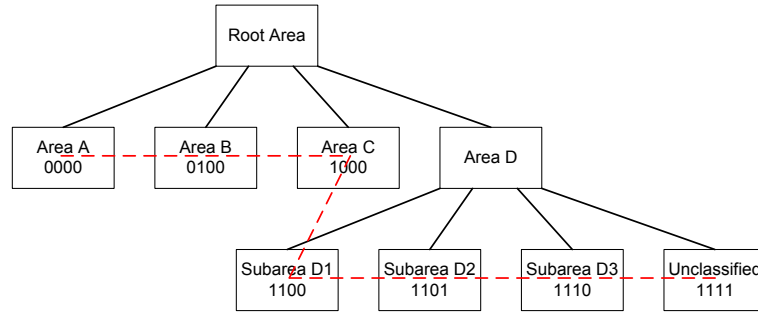 Root Area
Area A
0000
Area B
0100
Area C
1000
Area D
Subarea D1
1100
Subarea D2
1101
Subarea D3
1110
Unclassified
1111